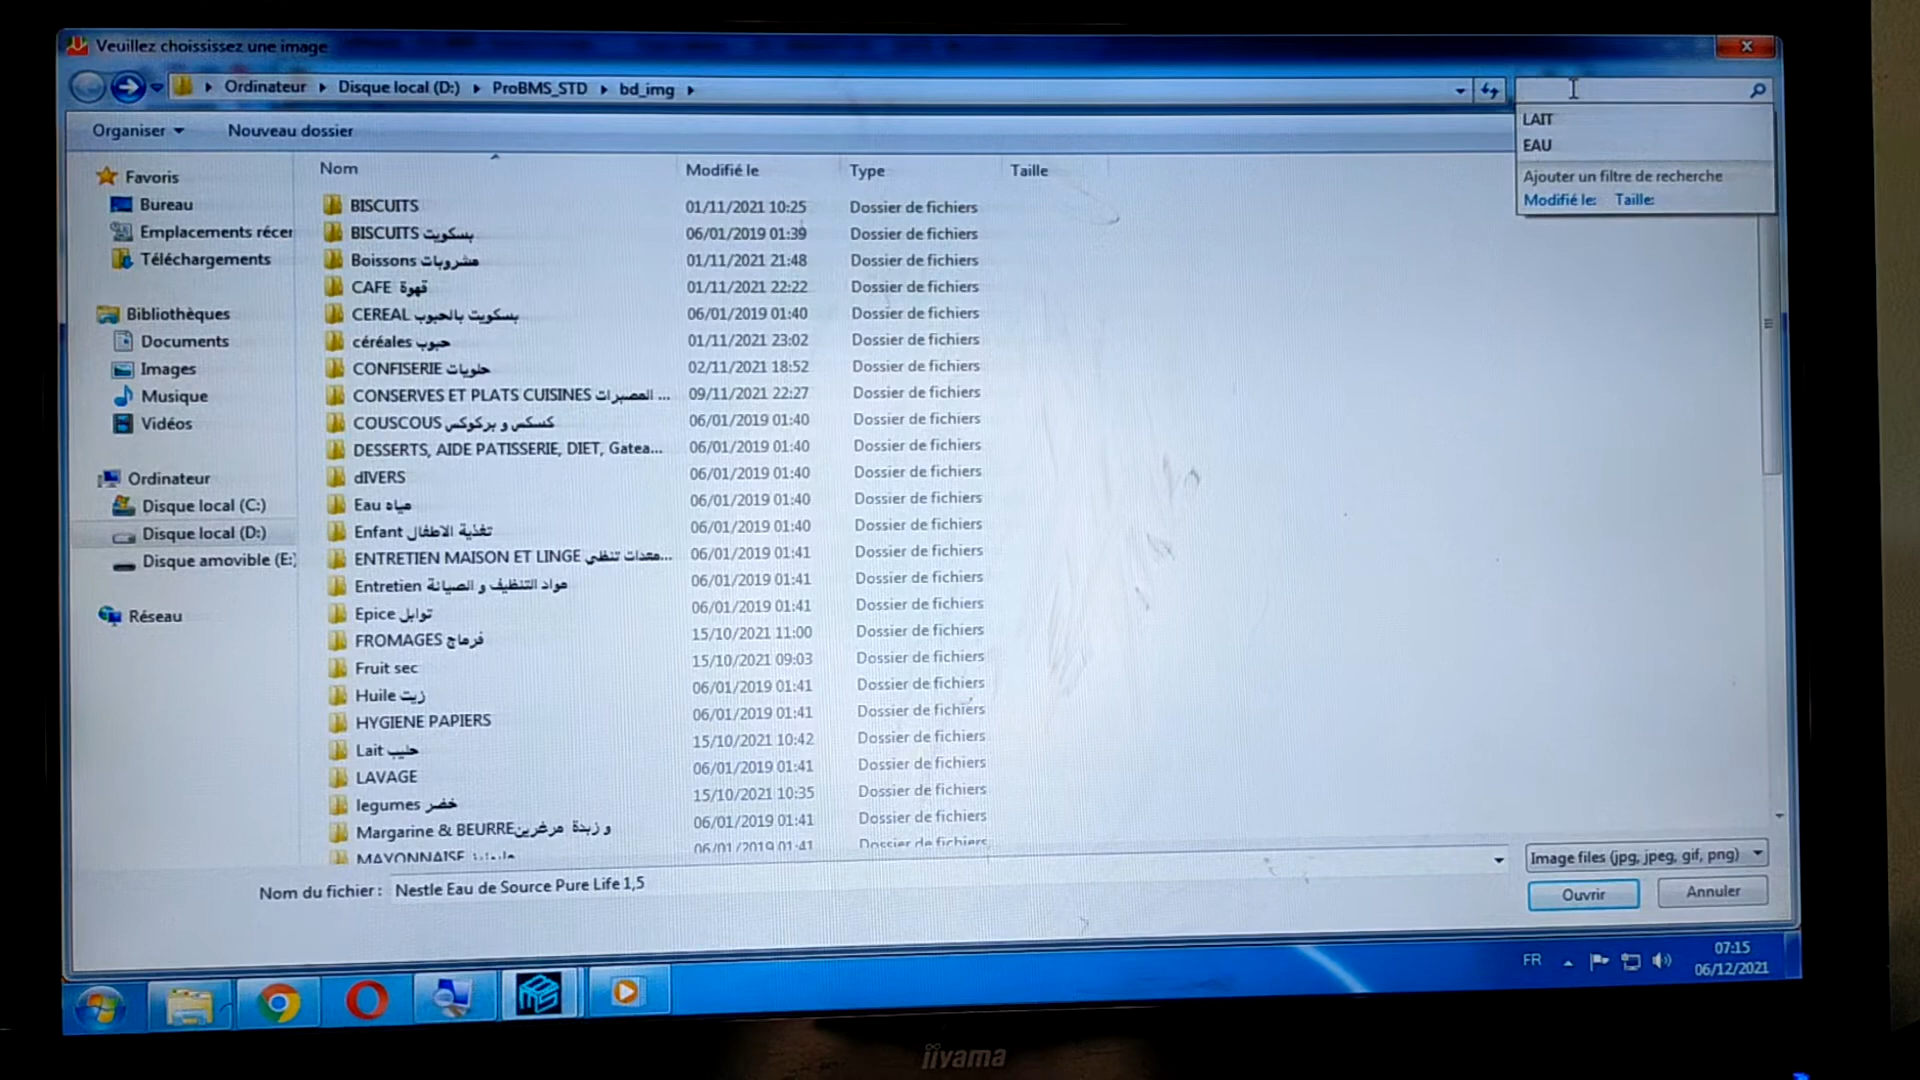 Veuillez choississez une image
Ordinateur Disque local (D:) ProBMS_STD bd_img
LAIT
EAU
Ajouter un filtre de recherche
Modifié le: Taille:
Organiser Nouveau dossier
Nom Modifié le Type Taille
Favoris
Bureau
Emplacements récer
Téléchargements
Bibliothèques
Documents
Images
Musique
Vidéos
Ordinateur
Disque local (C:)
Disque local (D:)
Disque amovible (E:)
Réseau
BISCUITS 01/11/2021 10:25 Dossier de fichiers
BISCUITS بسكويت 06/01/2019 01:39 Dossier de fichiers
Boissons مشروبات 01/11/2021 21:48 Dossier de fichiers
CAFE قهوة 01/11/2021 22:22 Dossier de fichiers
CEREAL بسكويت بالحبوب 06/01/2019 01:40 Dossier de fichiers
céréales حبوب 01/11/2021 23:02 Dossier de fichiers
CONFISERIE حلويات 02/11/2021 18:52 Dossier de fichiers
CONSERVES ET PLATS CUISINES المصبرات ... 09/11/2021 22:27 Dossier de fichiers
COUSCOUS كسكس و بركوكس 06/01/2019 01:40 Dossier de fichiers
DESSERTS, AIDE PATISSERIE, DIET, Gatea... 06/01/2019 01:40 Dossier de fichiers
dIVERS 06/01/2019 01:40 Dossier de fichiers
Eau مياه 06/01/2019 01:40 Dossier de fichiers
Enfant تغذية الاطفال 06/01/2019 01:40 Dossier de fichiers
ENTRETIEN MAISON ET LINGE معدات تنظي... 06/01/2019 01:41 Dossier de fichiers
Entretien مواد التنظيف و الصيانة 06/01/2019 01:41 Dossier de fichiers
Epice توابل 06/01/2019 01:41 Dossier de fichiers
FROMAGES فرماج 15/10/2021 11:00 Dossier de fichiers
Fruit sec 15/10/2021 09:03 Dossier de fichiers
Huile زيت 06/01/2019 01:41 Dossier de fichiers
HYGIENE PAPIERS 06/01/2019 01:41 Dossier de fichiers
Lait حليب 15/10/2021 10:42 Dossier de fichiers
LAVAGE 06/01/2019 01:41 Dossier de fichiers
legumes خضر 15/10/2021 10:35 Dossier de fichiers
Margarine & BEURRE و زبدة مرغرين 06/01/2019 01:41 Dossier de fichiers
MAYONNAISE 06/01/2019 01:41 Dossier de fichiers
Nom du fichier : Nestle Eau de Source Pure Life 1,5
Image files (jpg, jpeg, gif, png)
Ouvrir Annuler
FR 07:15
06/12/2021
iiyama